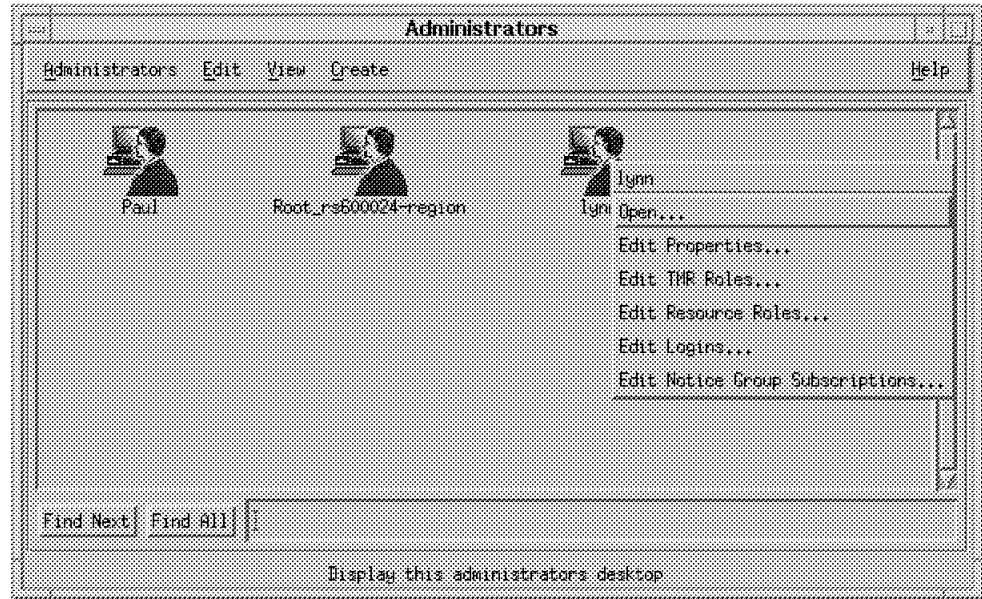 Administrators
Administrators Edit View Create Help
Paul Root_rs600024-region lynn
lynn
Open...
Edit Properties...
Edit TMR Roles...
Edit Resource Roles...
Edit Logins...
Edit Notice Group Subscriptions...
Find Next Find All
Display this administrators desktop